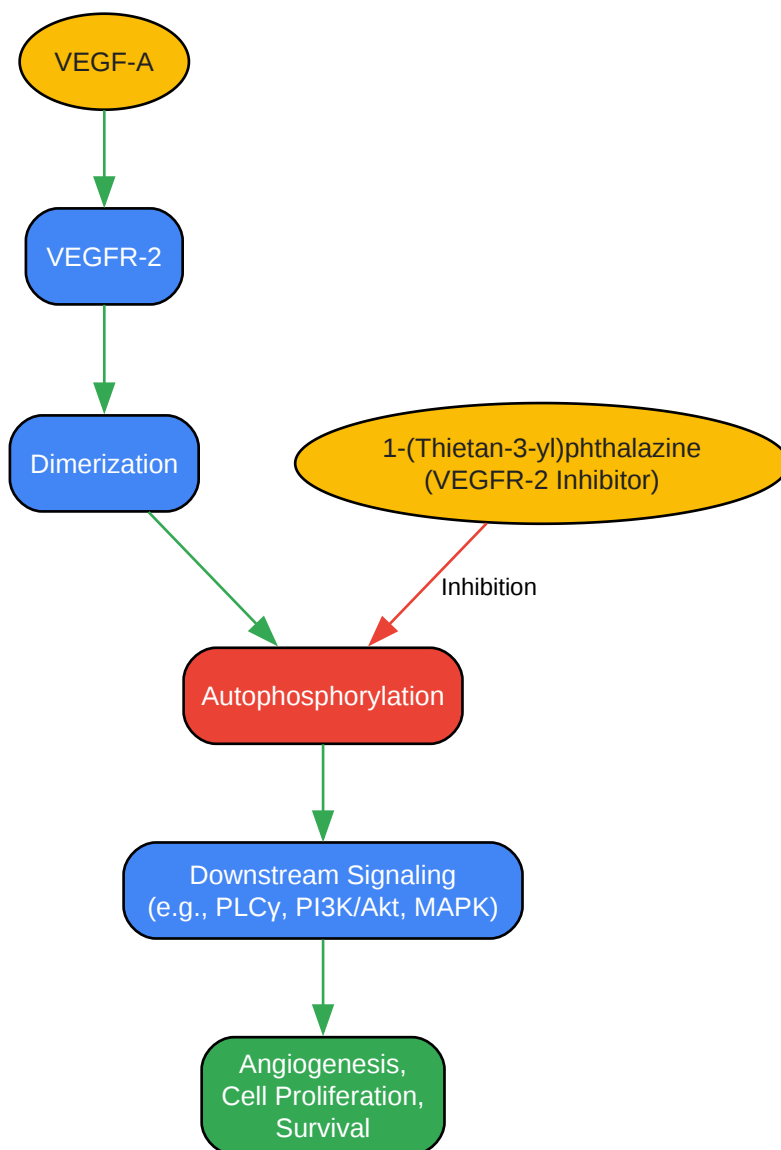 VEGF-A
VEGFR-2
Dimerization
1-(Thietan-3-yl)phthalazine
(VEGFR-2 Inhibitor)
Inhibition
Autophosphorylation
Downstream Signaling
(e.g., PLCγ, PI3K/Akt, MAPK)
Angiogenesis,
Cell Proliferation,
Survival